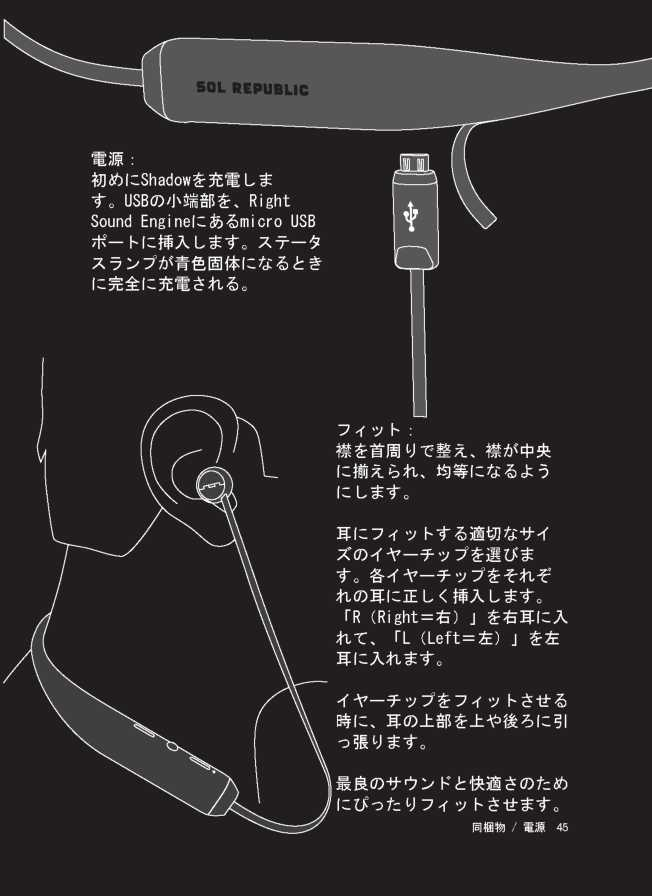 SOL REPUBLIC
電源：
初めにShadowを充電しま
す。USBの小端部を、Right
Sound Engineにあるmicro USB
ポートに挿入します。ステータ
スランプが青色固体になるとき
に完全に充電される。
フィット：
襟を首周りで整え、襟が中央
に揃えられ、均等になるよう
にします。
耳にフィットする適切なサイ
ズのイヤーチップを選びま
す。各イヤーチップをそれぞ
れの耳に正しく挿入します。
「R（Right＝右）」を右耳に入
れて、「L（Left＝左）」を左
耳に入れます。
イヤーチップをフィットさせる
時に、耳の上部を上や後ろに引
っ張ります。
最良のサウンドと快適さのため
にぴったりフィットさせます。
同梱物 / 電源 45